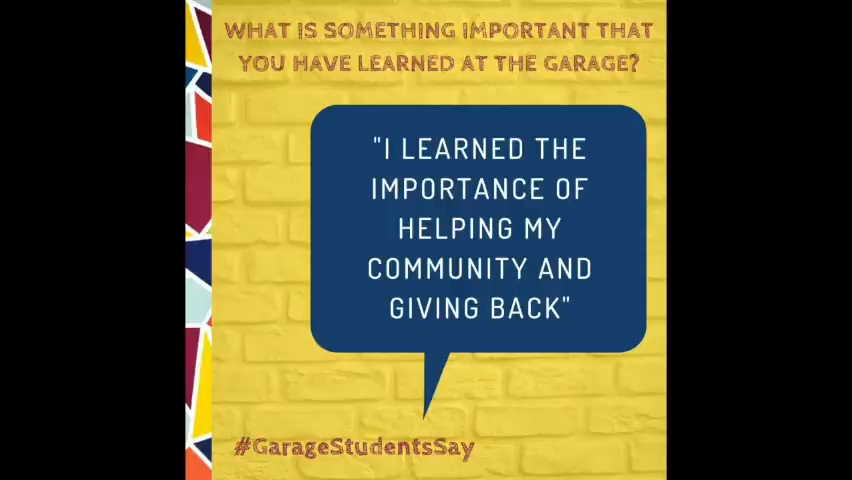 WHAT IS SOMETHING IMPORTANT THAT
YOU HAVE LEARNED AT THE GARAGE?
"I LEARNED THE
IMPORTANCE OF
HELPING MY
COMMUNITY AND
GIVING BACK"
#GarageStudentsSay